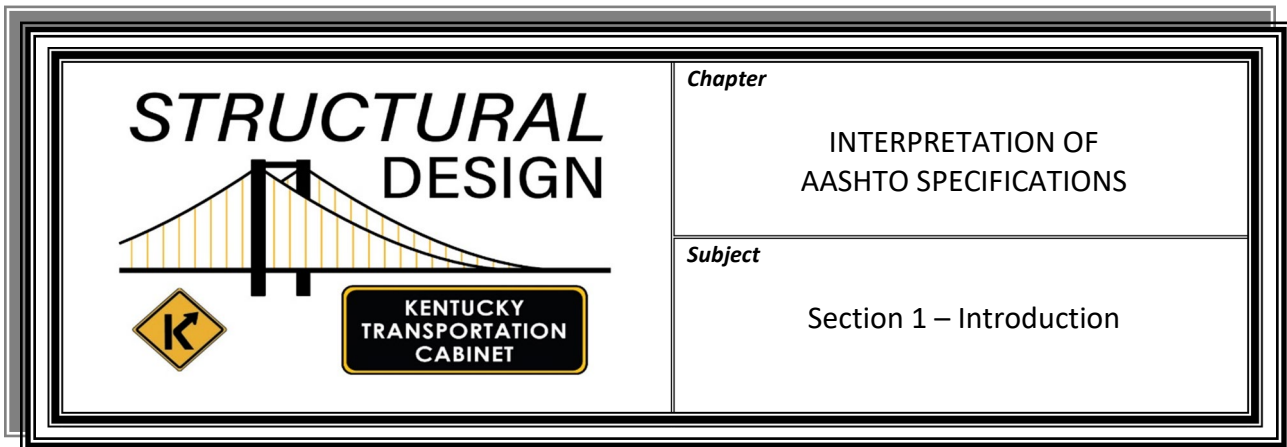 STRUCTURAL
DESIGN
K
KENTUCKY
TRANSPORTATION
CABINET
Chapter
INTERPRETATION OF
AASHTO SPECIFICATIONS
Subject
Section 1 – Introduction